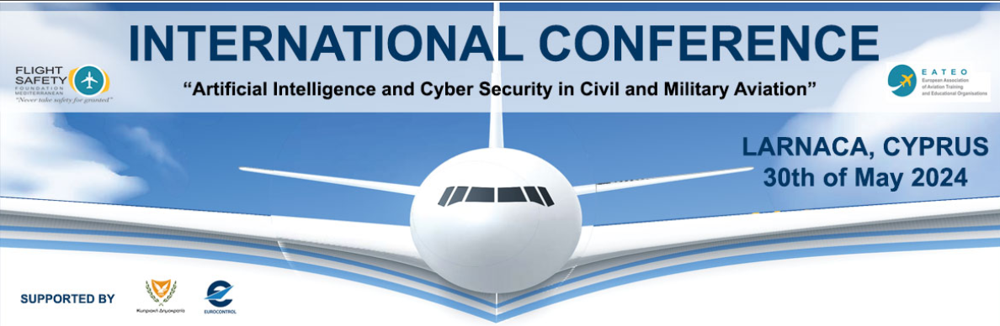 INTERNATIONAL CONFERENCE
FLIGHT
SAFETY
FOUNDATION
MEDITERRANEAN
"Never take safety for granted"
“Artificial Intelligence and Cyber Security in Civil and Military Aviation”
EATEO
European Association
of Aviation Training
and Educational Organisations
LARNACA, CYPRUS
30th of May 2024
SUPPORTED BY
Κυπριακή Δημοκρατία
EUROCONTROL